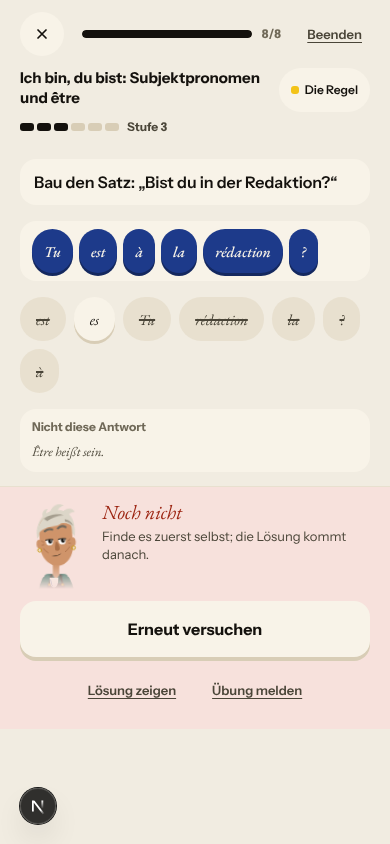 8/8
Beenden
Ich bin, du bist: Subjektpronomen
und être
Die Regel
Stufe 3
Bau den Satz: „Bist du in der Redaktion?“
Tu est à la rédaction ?
est es Tu rédaction la ?
à
Nicht diese Antwort
Être heißt sein.
Noch nicht
Finde es zuerst selbst; die Lösung kommt
danach.
Erneut versuchen
Lösung zeigen Übung melden
N